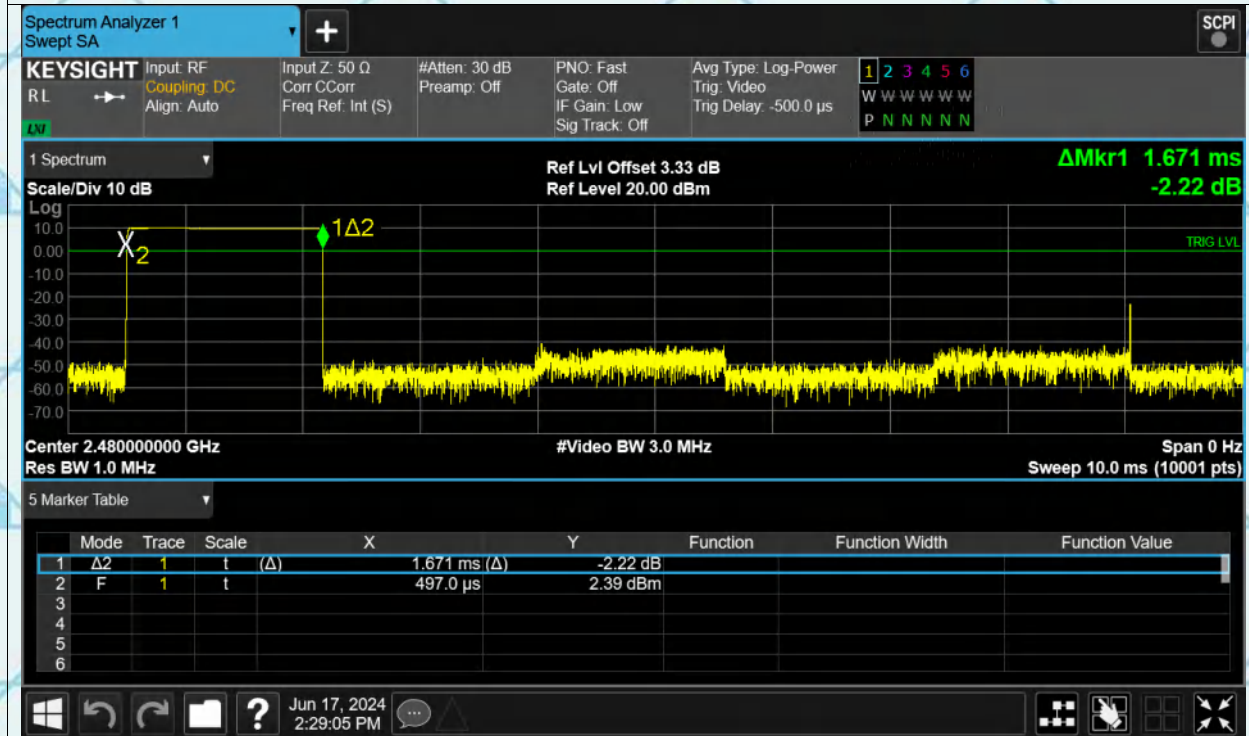 Spectrum Analyzer 1
Swept SA
SCPI
KEYSIGHT
RL
LXI
Input: RF
Coupling: DC
Align: Auto
Input Z: 50 Ω
Corr CCorr
Freq Ref: Int (S)
#Atten: 30 dB
Preamp: Off
PNO: Fast
Gate: Off
IF Gain: Low
Sig Track: Off
Avg Type: Log-Power
Trig: Video
Trig Delay: -500.0 µs
1 2 3 4 5 6
W W W W W W
P N N N N N
1 Spectrum
Scale/Div 10 dB
Ref Lvl Offset 3.33 dB
Ref Level 20.00 dBm
ΔMkr1 1.671 ms
-2.22 dB
Log
10.0
0.00
-10.0
-20.0
-30.0
-40.0
-50.0
-60.0
-70.0
X2
1Δ2
TRIG LVL
Center 2.480000000 GHz
#Video BW 3.0 MHz
Span 0 Hz
Res BW 1.0 MHz
Sweep 10.0 ms (10001 pts)
5 Marker Table
Mode Trace Scale X Y Function Function Width Function Value
1 Δ2 1 t (Δ) 1.671 ms (Δ) -2.22 dB
2 F 1 t 497.0 µs 2.39 dBm
3
4
5
6
?
Jun 17, 2024
2:29:05 PM